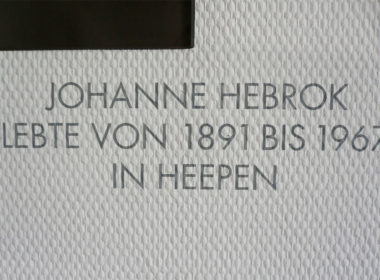 JOHANNE HEBROK
LEBTE VON 1891 BIS 1967
IN HEEPEN